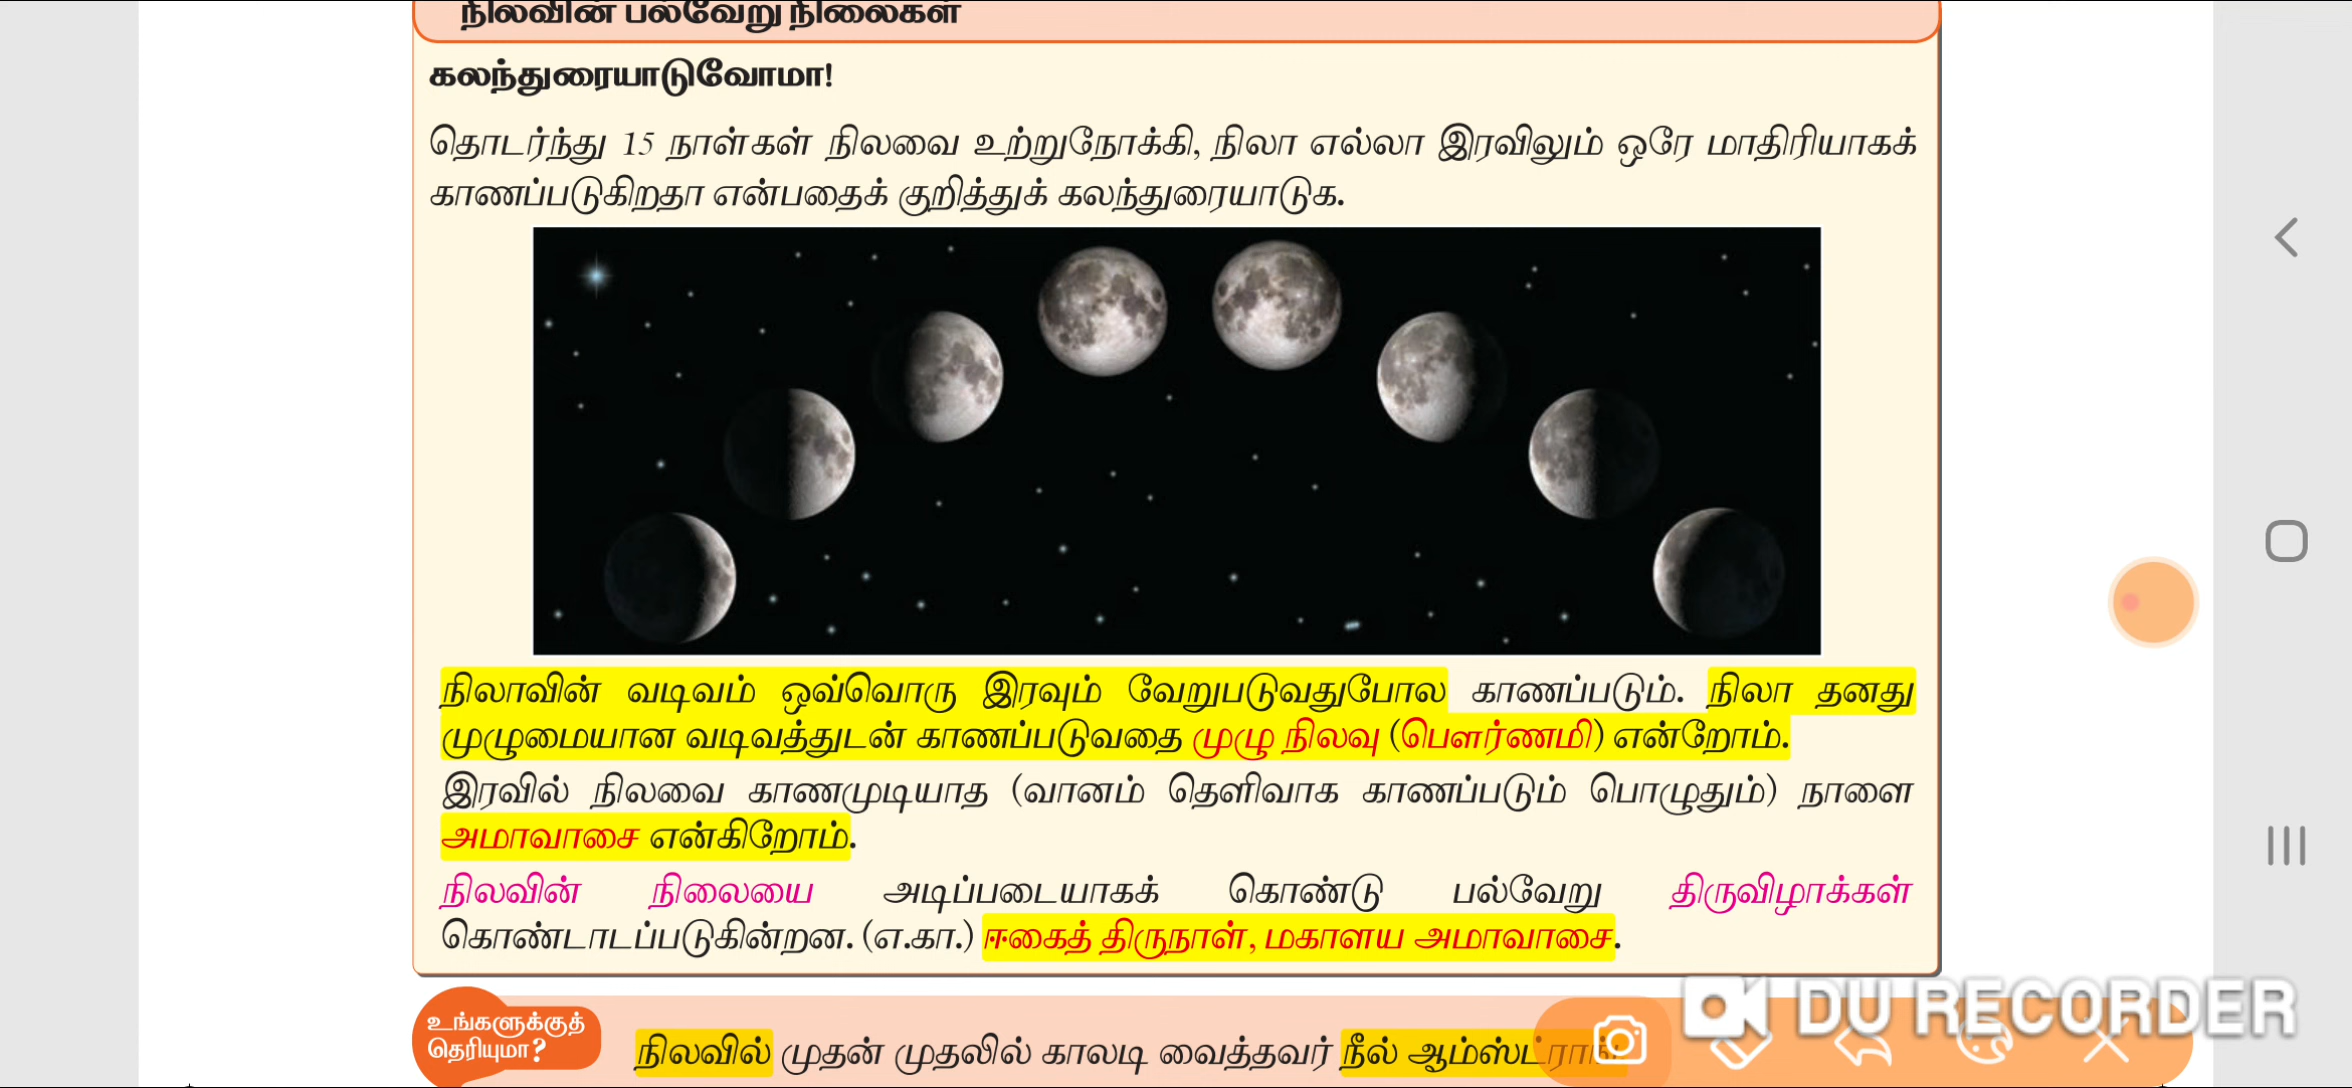 நிலவின் பல்வேறு நிலைகள்
கலந்துரையாடுவோமா!
தொடர்ந்து 15 நாள்கள் நிலவை உற்றுநோக்கி, நிலா எல்லா இரவிலும் ஒரே மாதிரியாகக்
காணப்படுகிறதா என்பதைக் குறித்துக் கலந்துரையாடுக.
நிலாவின் வடிவம் ஒவ்வொரு இரவும் வேறுபடுவதுபோல காணப்படும். நிலா தனது
முழுமையான வடிவத்துடன் காணப்படுவதை முழு நிலவு (பௌர்ணமி) என்றோம்.
இரவில் நிலவை காணமுடியாத (வானம் தெளிவாக காணப்படும் பொழுதும்) நாளை
அமாவாசை என்கிறோம்.
நிலவின் நிலையை அடிப்படையாகக் கொண்டு பல்வேறு திருவிழாக்கள்
கொண்டாடப்படுகின்றன. (எ.கா.) ஈகைத் திருநாள், மகாளய அமாவாசை.
உங்களுக்குத்
தெரியுமா?
நிலவில் முதன் முதலில் காலடி வைத்தவர் நீல் ஆம்ஸ்ட்ராங்
DU RECORDER